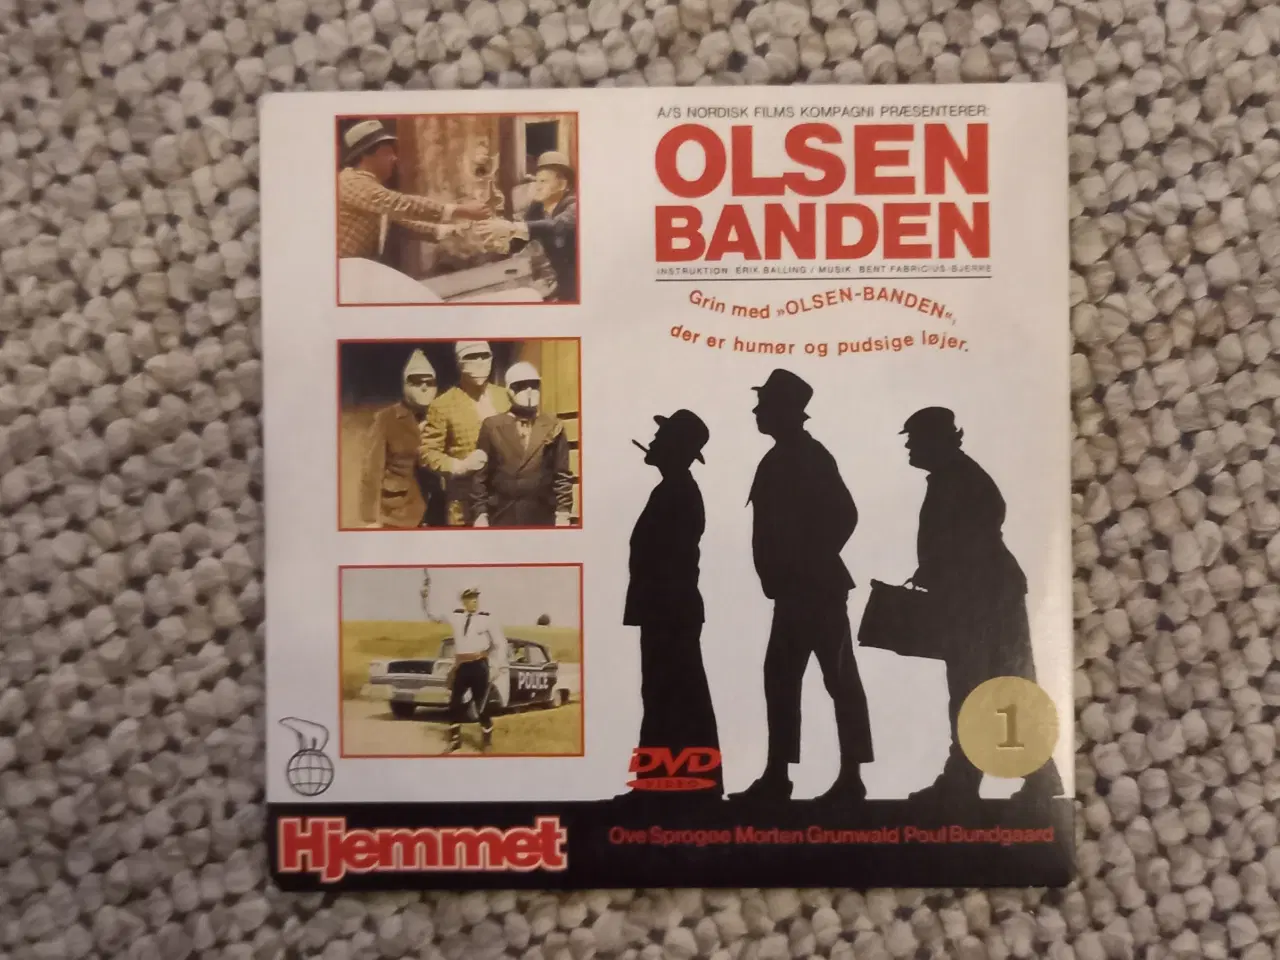 A/S NORDISK FILMS KOMPAGNI PRÆSENTERER:
OLSEN
BANDEN
INSTRUKTION: ERIK BALLING / MUSIK: BENT FABRICIUS-BJERRE
Grin med »OLSEN-BANDEN«,
der er humør og pudsige løjer.
POLICE
1
DVD
VIDEO
Hjemmet
Ove Sprogøe Morten Grunwald Poul Bundgaard